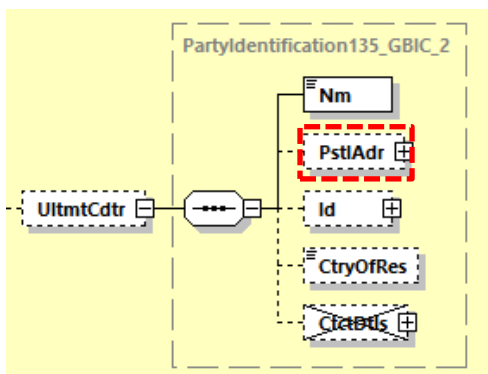 PartyIdentification135_GBIC_2
Nm
PstlAdr
UltmtCdtr
Id
CtryOfRes
CtctDtls